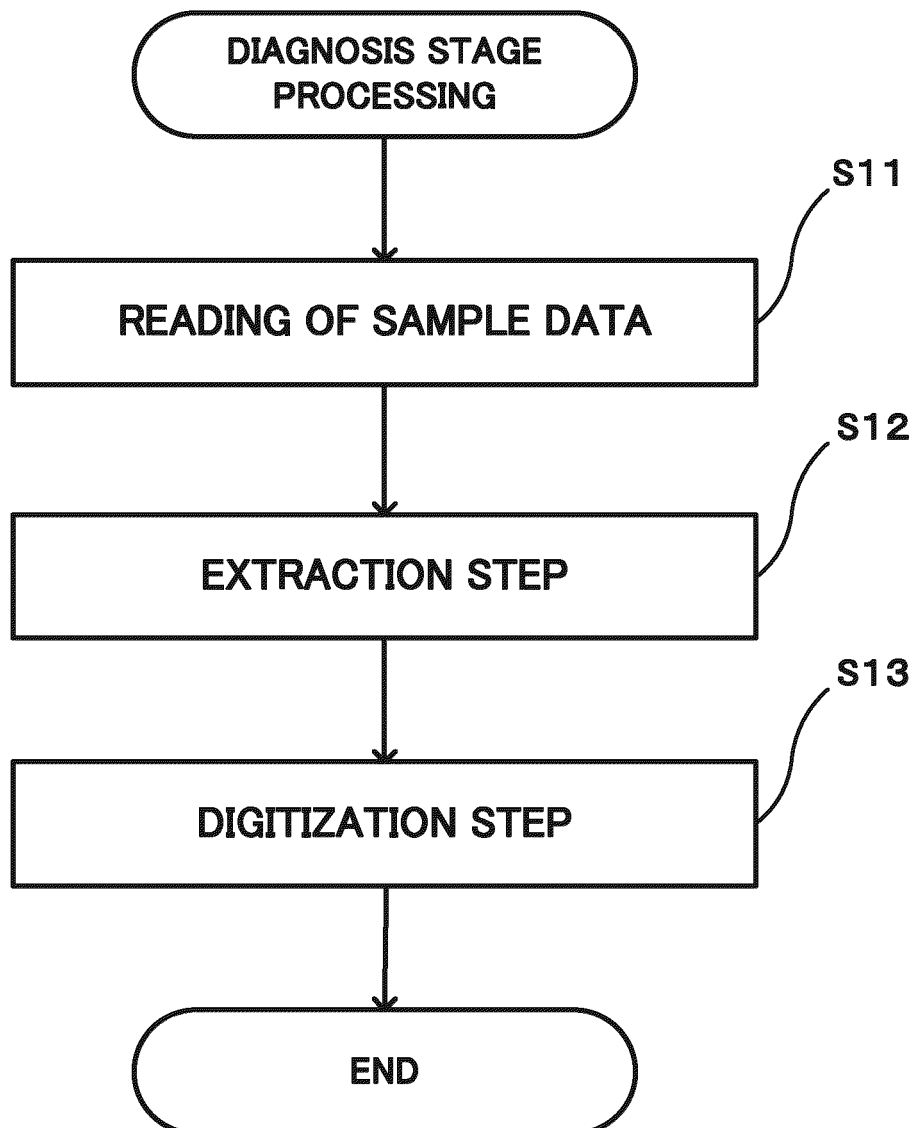 DIAGNOSIS STAGE
PROCESSING
S11
READING OF SAMPLE DATA
S12
EXTRACTION STEP
S13
DIGITIZATION STEP
END